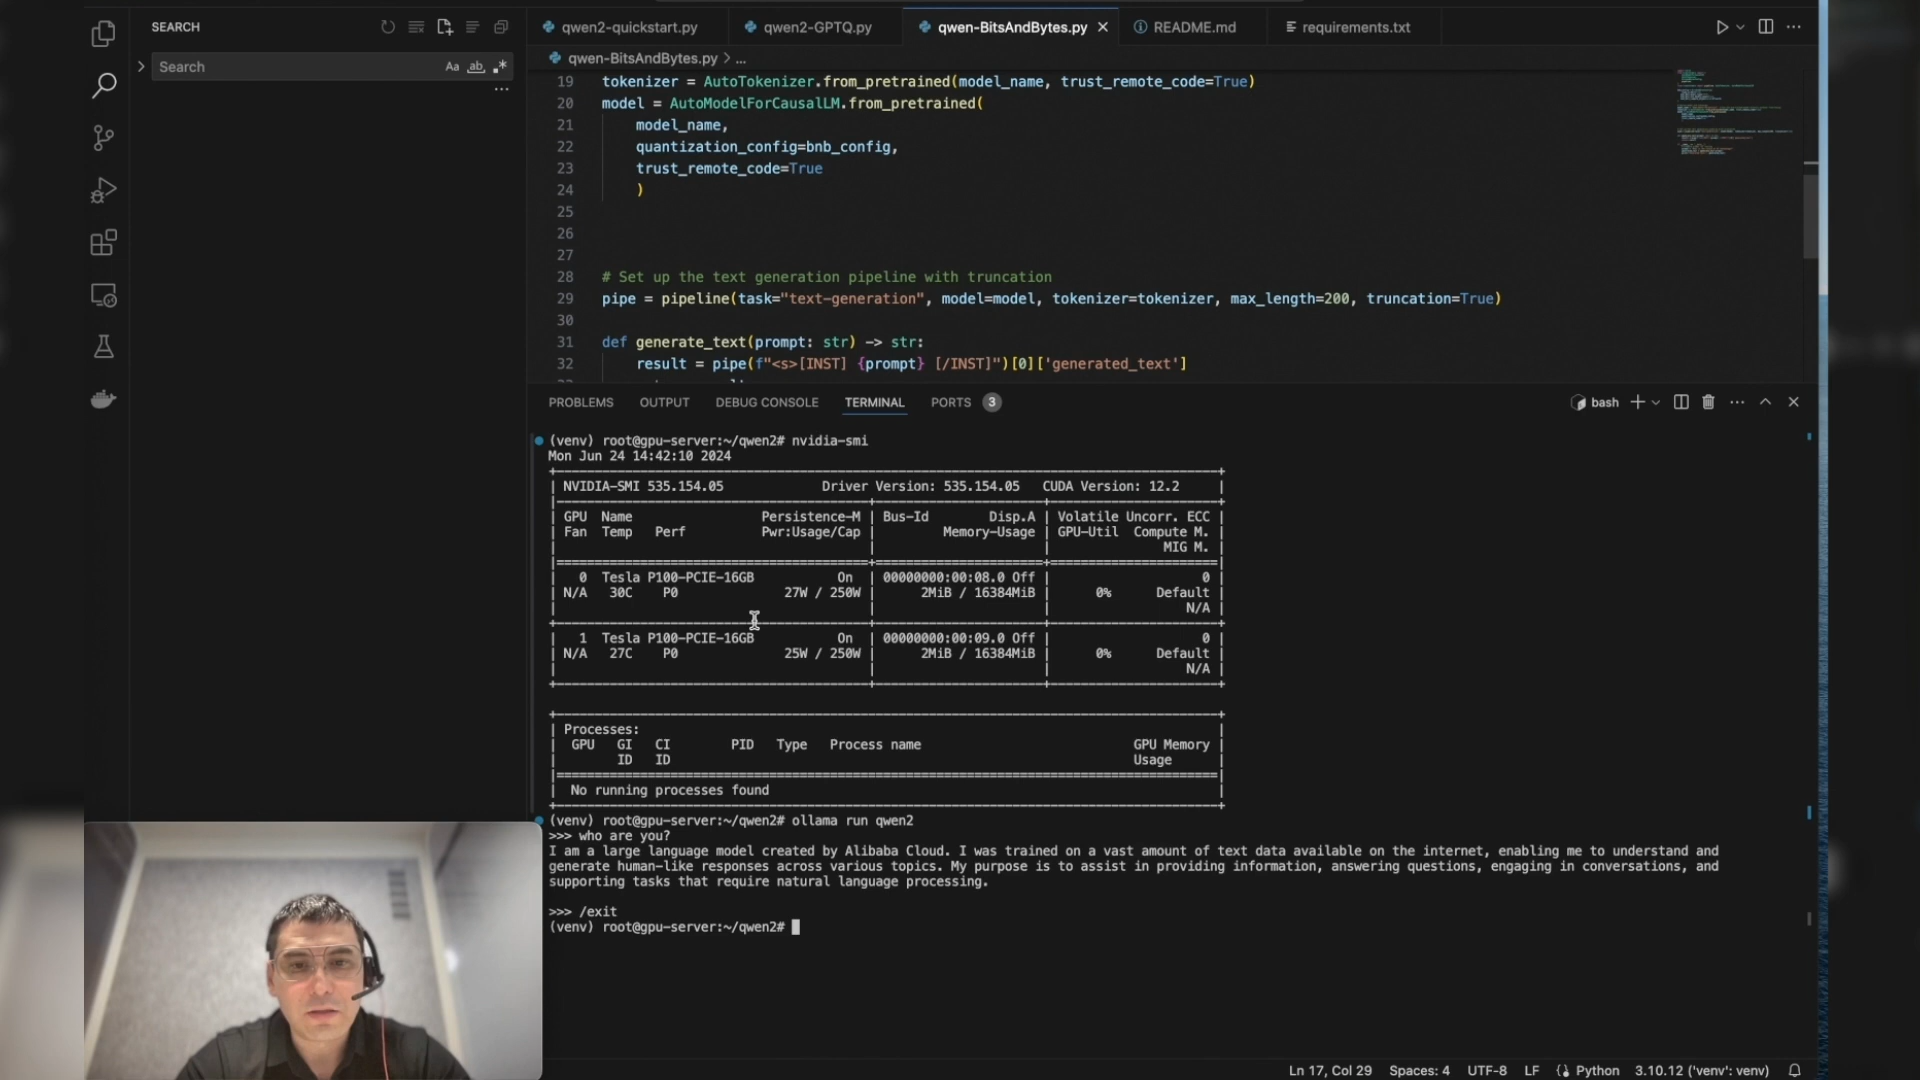 SEARCH
Search
Aa
ab
...
qwen2-quickstart.py
qwen2-GPTQ.py
qwen-BitsAndBytes.py
README.md
requirements.txt
qwen-BitsAndBytes.py > ...
19 tokenizer = AutoTokenizer.from_pretrained(model_name, trust_remote_code=True)
20 model = AutoModelForCausalLM.from_pretrained(
21 model_name,
22 quantization_config=bnb_config,
23 trust_remote_code=True
24 )
25
26
27
28 # Set up the text generation pipeline with truncation
29 pipe = pipeline(task="text-generation", model=model, tokenizer=tokenizer, max_length=200, truncation=True)
30
31 def generate_text(prompt: str) -> str:
32 result = pipe(f"<s>[INST] {prompt} [/INST]")[0]['generated_text']
PROBLEMS OUTPUT DEBUG CONSOLE TERMINAL PORTS 3
bash
(venv) root@gpu-server:~/qwen2# nvidia-smi
Mon Jun 24 14:42:10 2024
| NVIDIA-SMI 535.154.05 Driver Version: 535.154.05 CUDA Version: 12.2 |
| GPU Name Persistence-M | Bus-Id Disp.A | Volatile Uncorr. ECC |
| Fan Temp Perf Pwr:Usage/Cap | Memory-Usage | GPU-Util Compute M. |
| | | MIG M. |
| 0 Tesla P100-PCIE-16GB On | 00000000:00:08.0 Off | 0 |
| N/A 30C P0 27W / 250W | 2MiB / 16384MiB | 0% Default |
| | | N/A |
| 1 Tesla P100-PCIE-16GB On | 00000000:00:09.0 Off | 0 |
| N/A 27C P0 25W / 250W | 2MiB / 16384MiB | 0% Default |
| | | N/A |
| Processes: |
| GPU GI CI PID Type Process name GPU Memory |
| ID ID Usage |
| No running processes found |
(venv) root@gpu-server:~/qwen2# ollama run qwen2
>>> who are you?
I am a large language model created by Alibaba Cloud. I was trained on a vast amount of text data available on the internet, enabling me to understand and
generate human-like responses across various topics. My purpose is to assist in providing information, answering questions, engaging in conversations, and
supporting tasks that require natural language processing.
>>> /exit
(venv) root@gpu-server:~/qwen2#
Ln 17, Col 29 Spaces: 4 UTF-8 LF Python 3.10.12 ('venv': venv)